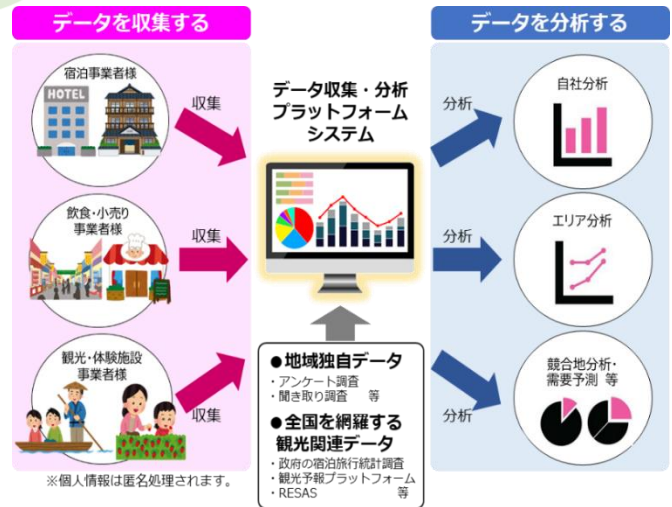 データを収集する
データを分析する
宿泊事業者様
HOTEL
収集
データ収集・分析
プラットフォーム
システム
分析
自社分析
飲食・小売り
事業者様
収集
分析
エリア分析
観光・体験施設
事業者様
収集
●地域独自データ
・アンケート調査
・聞き取り調査　等
●全国を網羅する
観光関連データ
・政府の宿泊旅行統計調査
・観光予報プラットフォーム
・RESAS　等
分析
競合地分析・
需要予測 等
※個人情報は匿名処理されます。